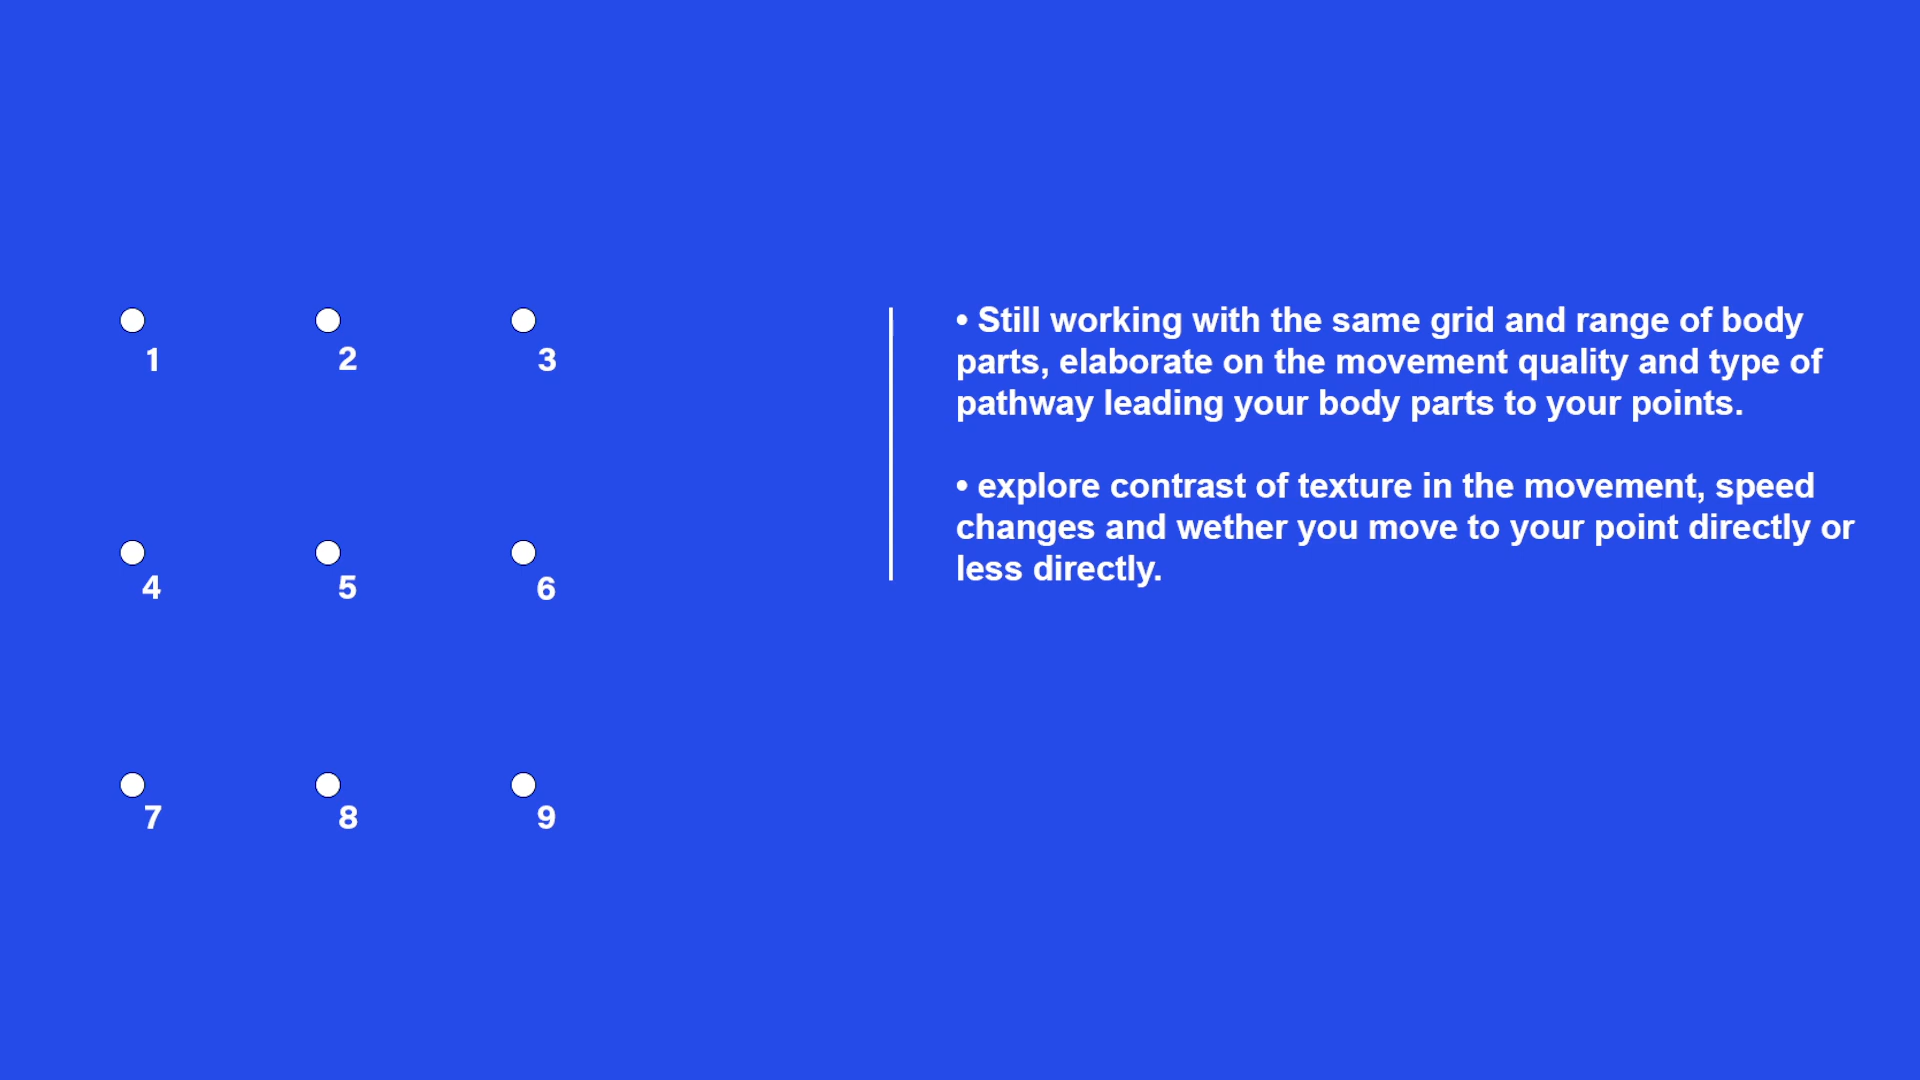 1 2 3
4 5 6
7 8 9
• Still working with the same grid and range of body
parts, elaborate on the movement quality and type of
pathway leading your body parts to your points.
• explore contrast of texture in the movement, speed
changes and wether you move to your point directly or
less directly.